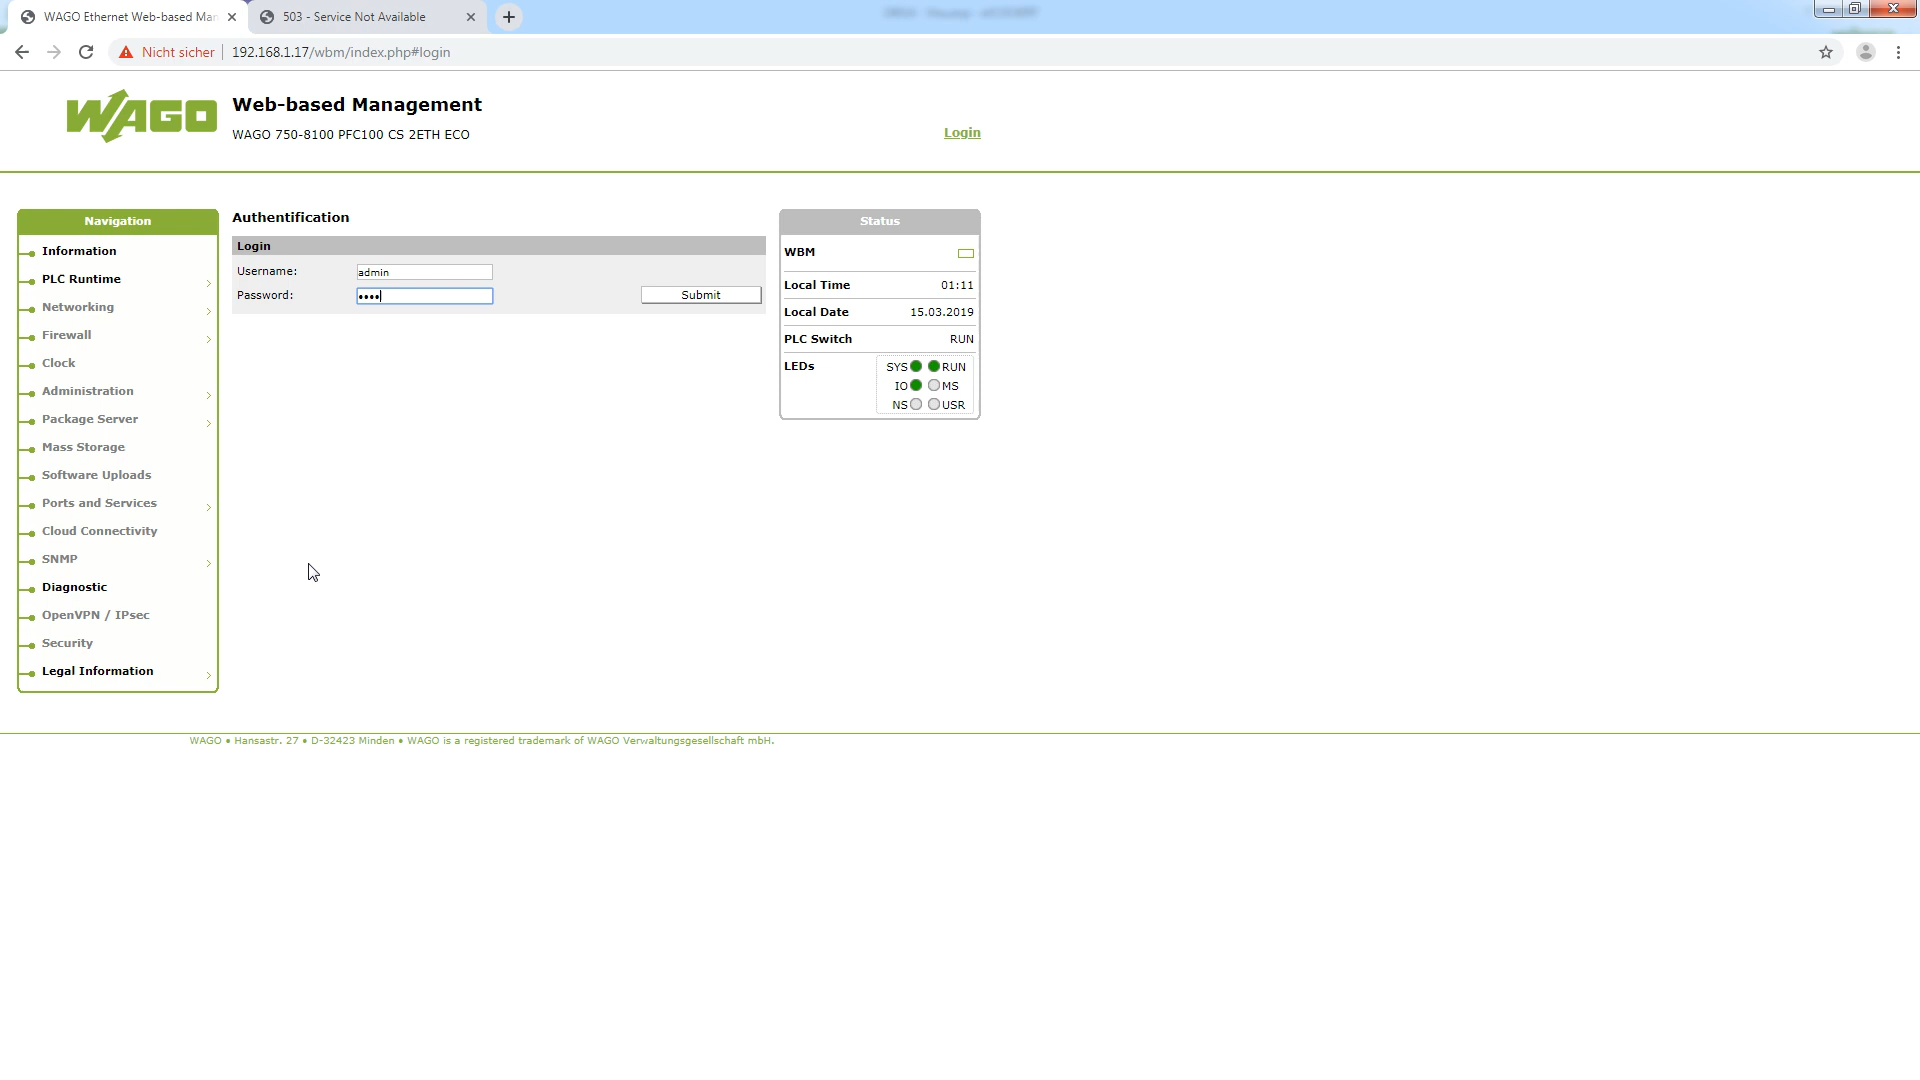 WAGO Ethernet Web-based Man
503 - Service Not Available
Nicht sicher
192.168.1.17/wbm/index.php#login
WAGO
Web-based Management
WAGO 750-8100 PFC100 CS 2ETH ECO
Login
Navigation
Information
PLC Runtime
Networking
Firewall
Clock
Administration
Package Server
Mass Storage
Software Uploads
Ports and Services
Cloud Connectivity
SNMP
Diagnostic
OpenVPN / IPsec
Security
Legal Information
Authentification
Login
Username: admin
Password: ••••
Submit
Status
WBM
Local Time 01:11
Local Date 15.03.2019
PLC Switch RUN
LEDs SYS RUN
IO MS
NS USR
WAGO • Hansastr. 27 • D-32423 Minden • WAGO is a registered trademark of WAGO Verwaltungsgesellschaft mbH.